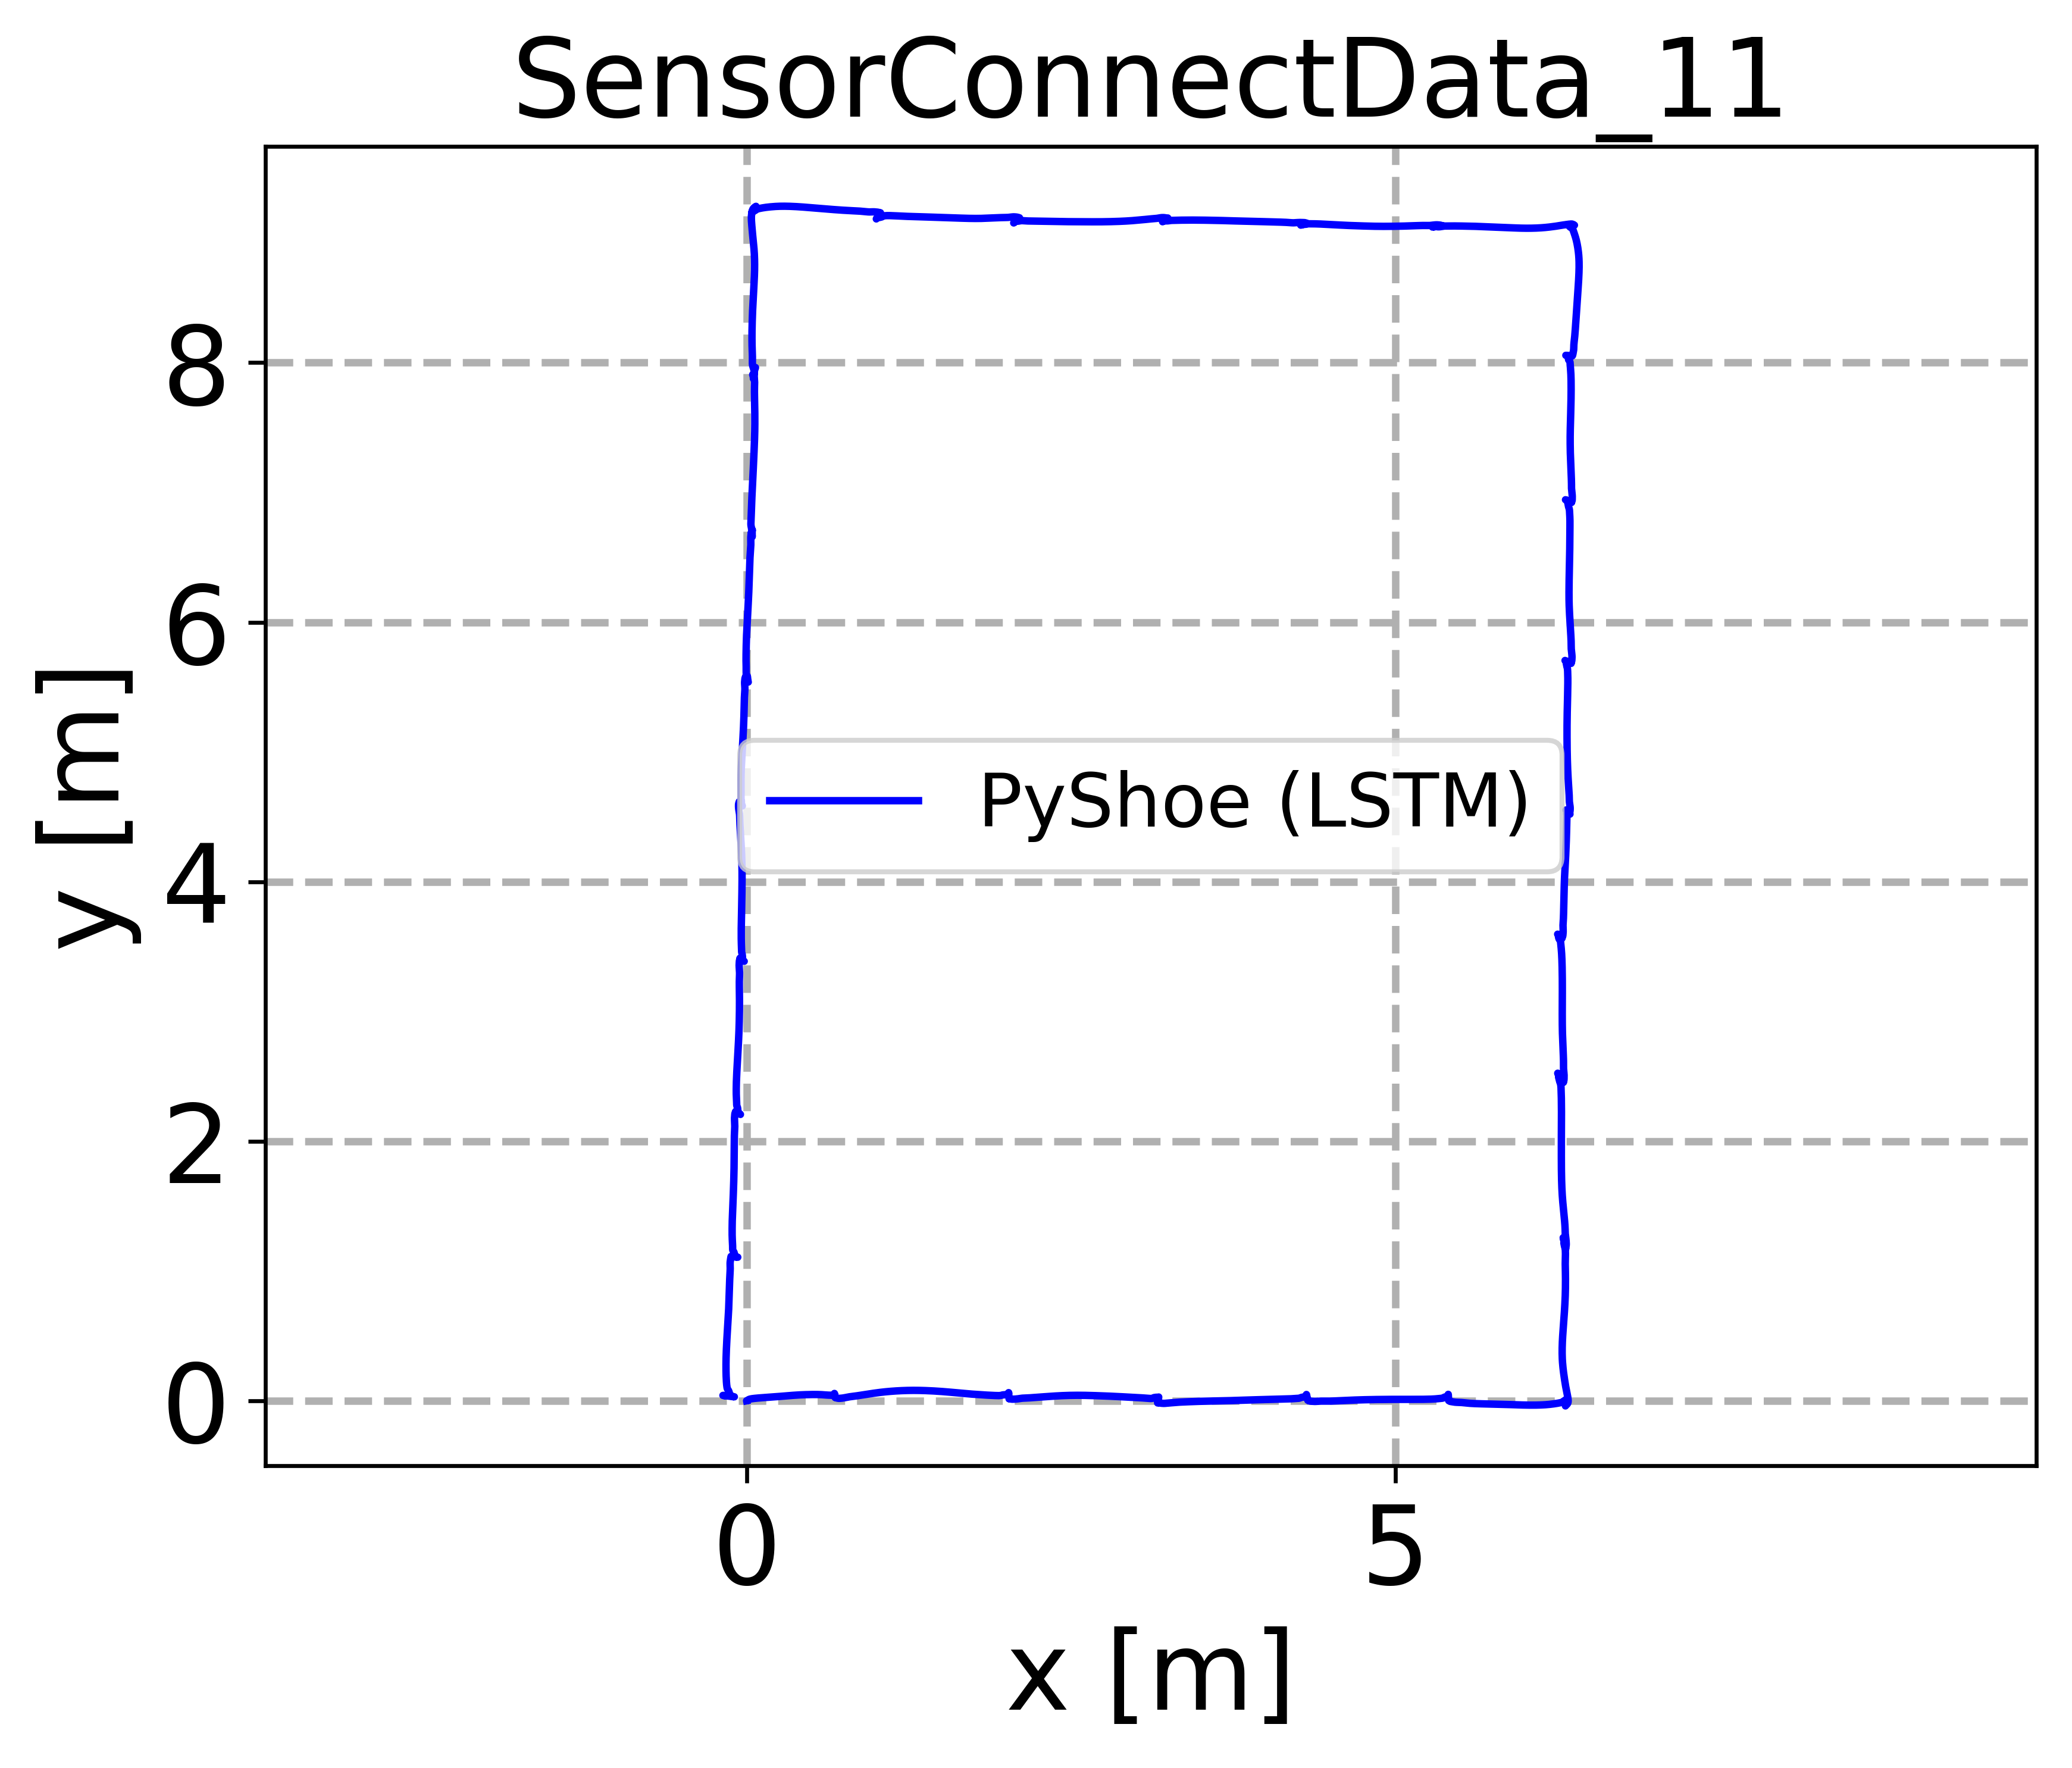 SensorConnectData_11
8
6
4
2
0
y [m]
PyShoe (LSTM)
0 5
x [m]